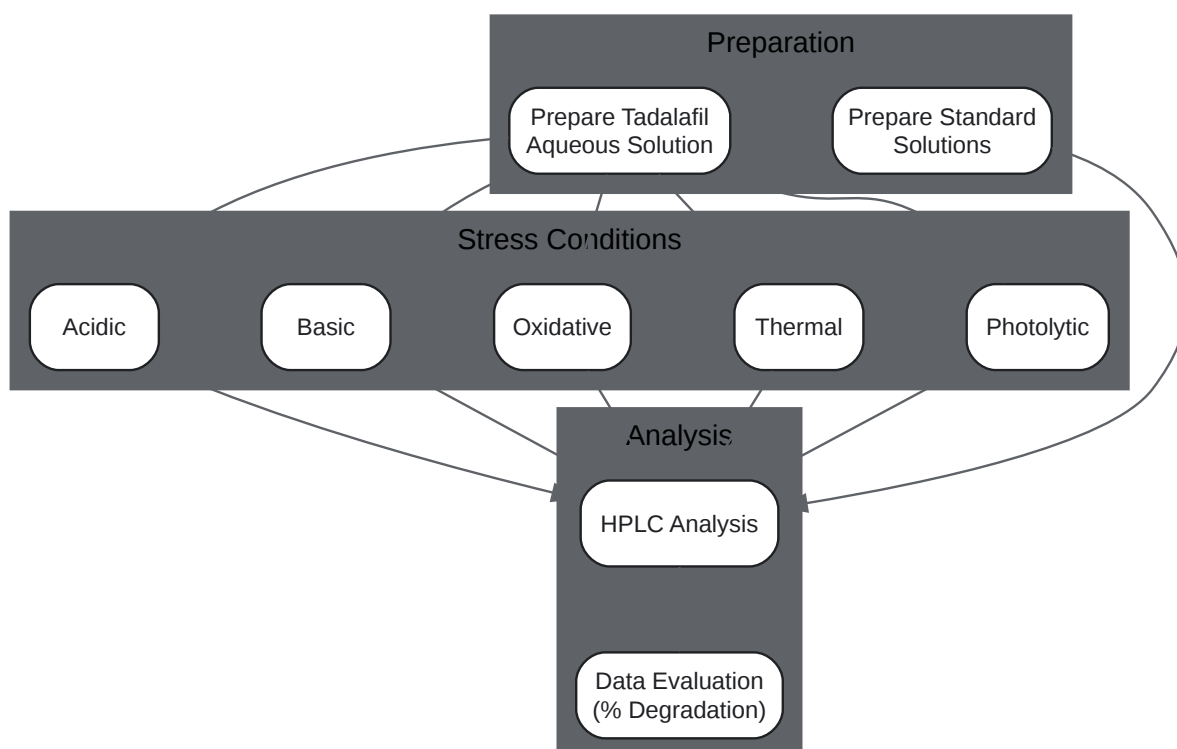 Preparation
Prepare Tadalafil
Aqueous Solution
Prepare Standard
Solutions
Stress Conditions
Acidic
Basic
Oxidative
Thermal
Photolytic
Analysis
HPLC Analysis
Data Evaluation
(% Degradation)